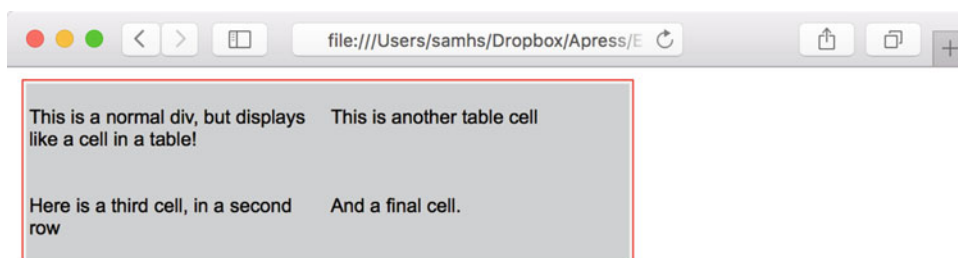 file:///Users/samhs/Dropbox/Apress/E
This is a normal div, but displays
like a cell in a table!
This is another table cell
Here is a third cell, in a second
row
And a final cell.